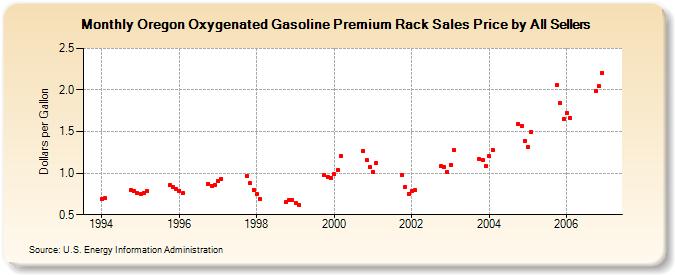 Monthly Oregon Oxygenated Gasoline Premium Rack Sales Price by All Sellers
Dollars per Gallon
2.5
2.0
1.5
1.0
0.5
1994 1996 1998 2000 2002 2004 2006
Source: U.S. Energy Information Administration